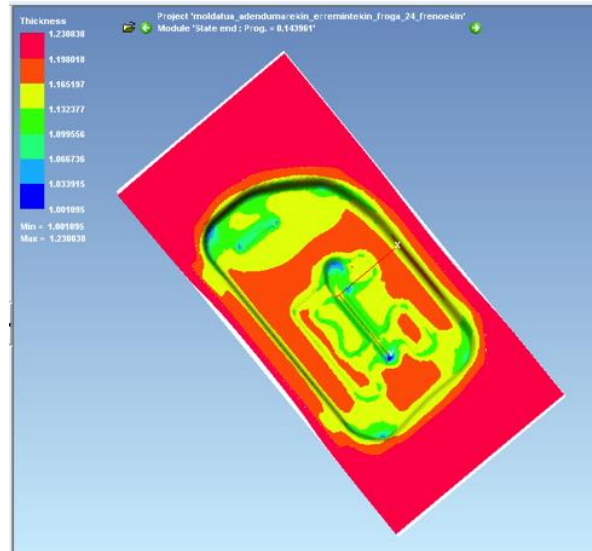 Project 'moldatua_adendumarekin_erremintekin_froga_24_frenoekin'
Module 'State end : Prog. = 0.143961'
Thickness
1.230838
1.198018
1.165197
1.132377
1.099556
1.066736
1.033915
1.001095
Min = 1.001095
Max = 1.230838
X